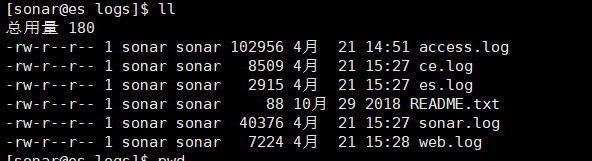 [sonar@es logs]$ ll
总用量 180
-rw-r--r-- 1 sonar sonar 102956 4月  21 14:51 access.log
-rw-r--r-- 1 sonar sonar   8509 4月  21 15:27 ce.log
-rw-r--r-- 1 sonar sonar   2915 4月  21 15:27 es.log
-rw-r--r-- 1 sonar sonar     88 10月 29 2018 README.txt
-rw-r--r-- 1 sonar sonar  40376 4月  21 15:27 sonar.log
-rw-r--r-- 1 sonar sonar   7224 4月  21 15:28 web.log
[sonar@es logs]$ pwd